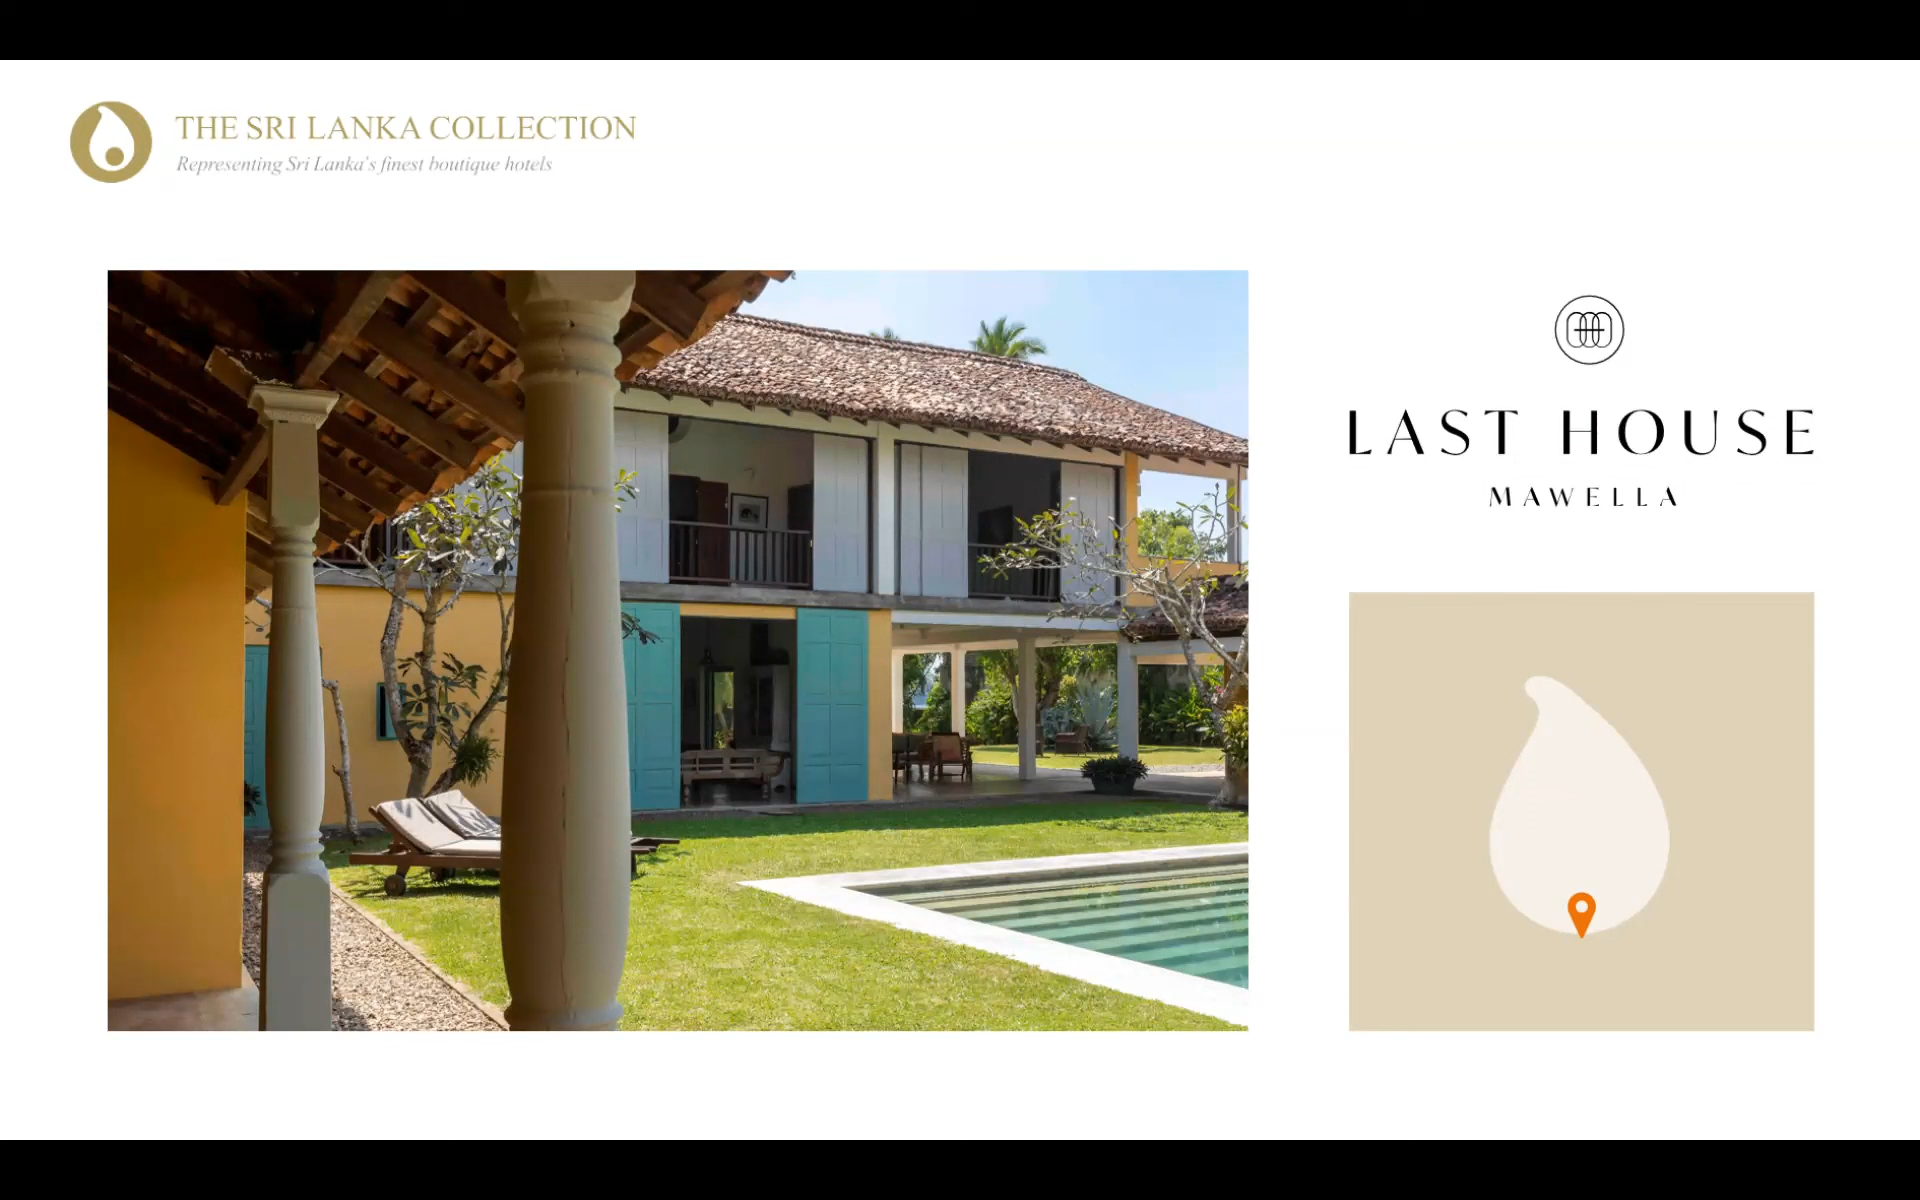 THE SRI LANKA COLLECTION
Representing Sri Lanka's finest boutique hotels
LAST HOUSE
MAWELLA